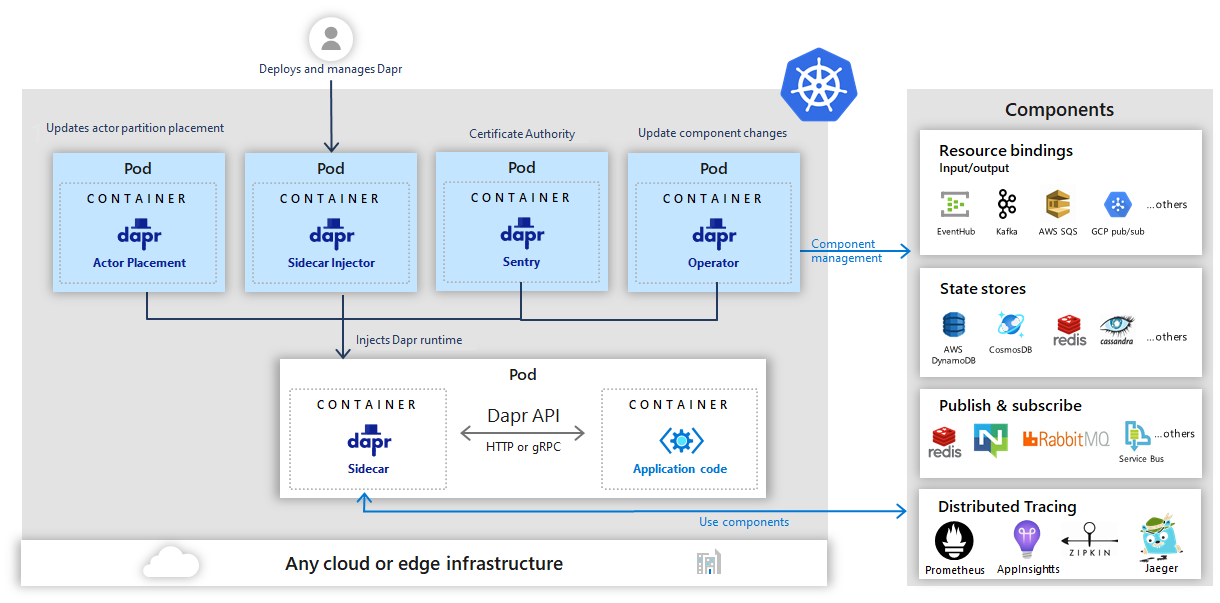 Deploys and manages Dapr
Updates actor partition placement
Certificate Authority
Update component changes
Pod
CONTAINER
dapr
Actor Placement
Pod
CONTAINER
dapr
Sidecar Injector
Pod
CONTAINER
dapr
Sentry
Pod
CONTAINER
dapr
Operator
Component
management
Injects Dapr runtime
Pod
CONTAINER
dapr
Sidecar
Dapr API
HTTP or gRPC
CONTAINER
Application code
Use components
Any cloud or edge infrastructure
Components
Resource bindings
Input/output
EventHub
Kafka
AWS SQS
GCP pub/sub
...others
State stores
AWS
DynamoDB
CosmosDB
redis
cassandra
...others
Publish & subscribe
redis
N
RabbitMQ
Service Bus
...others
Distributed Tracing
Prometheus
AppInsightts
ZIPKIN
Jaeger